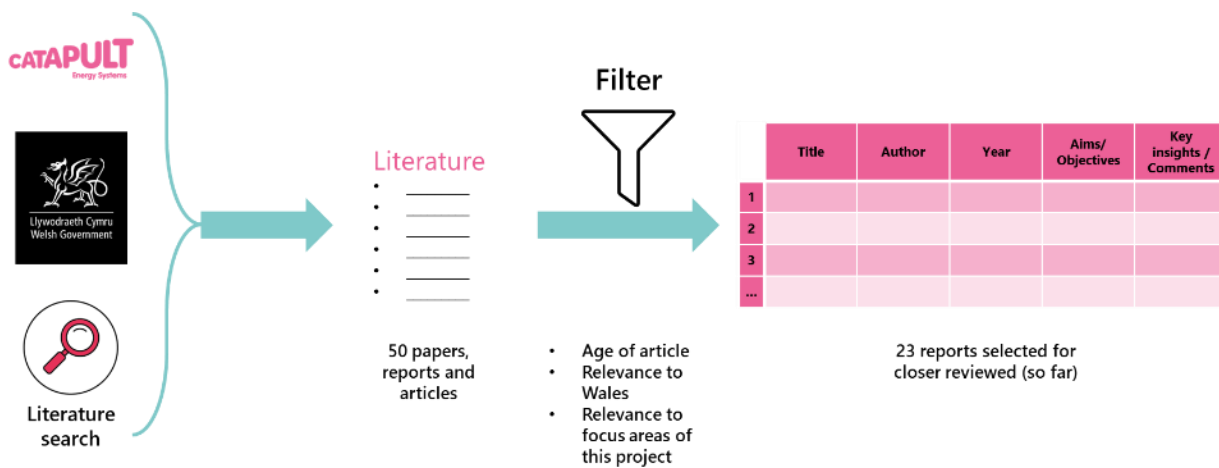 CATAPULT
Energy Systems
Llywodraeth Cymru
Welsh Government
Literature
search
Literature
50 papers,
reports and
articles
Filter
• Age of article
• Relevance to
Wales
• Relevance to
focus areas of
this project
Title
Author
Year
Aims/
Objectives
Key
insights /
Comments
1
2
3
...
23 reports selected for
closer reviewed (so far)